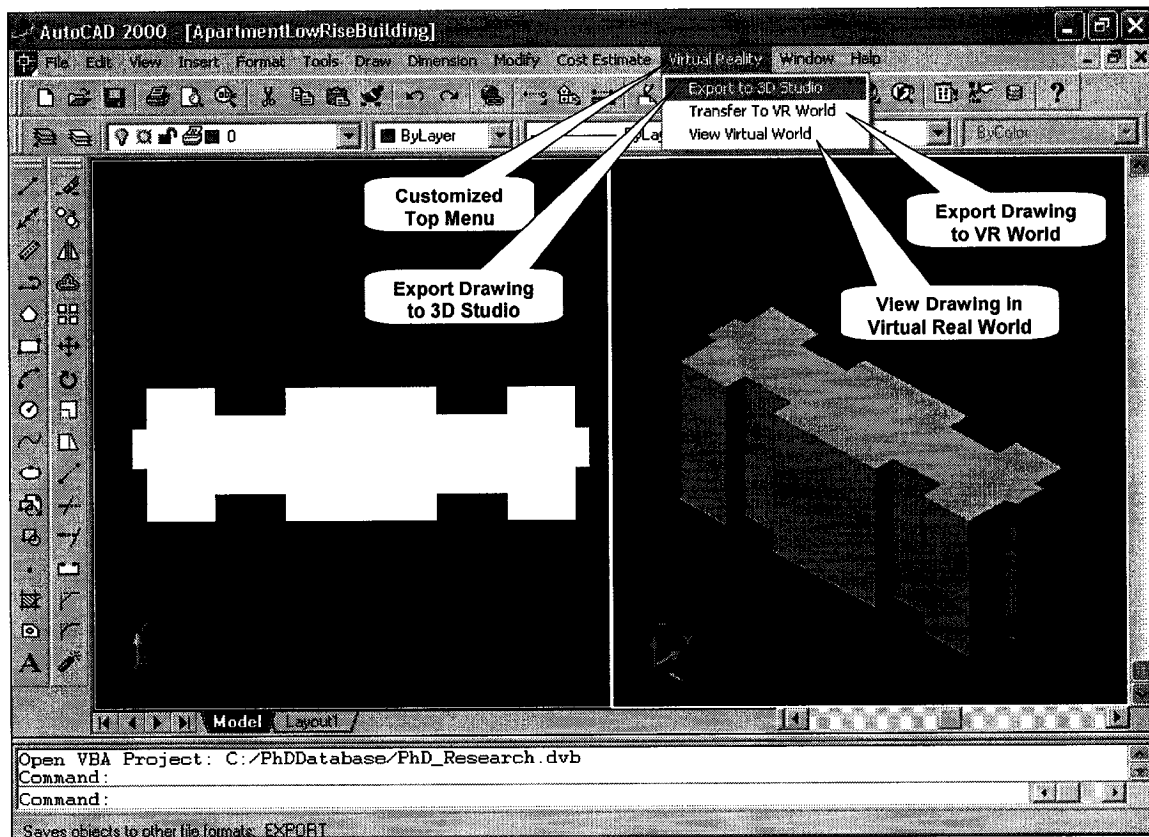 AutoCAD 2000 - [ApartmentLowRiseBuilding]
File Edit View Insert Format Tools Draw Dimension Modify Cost Estimate Virtual Reality Window Help
Export to 3D Studio
Transfer To VR World
View Virtual World
0
ByLayer
ByColor
Customized
Top Menu
Export Drawing
to VR World
Export Drawing
to 3D Studio
View Drawing in
Virtual Real World
Model Layout1
Open VBA Project: C:/PhDDatabase/PhD_Research.dvb
Command:
Command:
Saves objects to other file formats: EXPORT